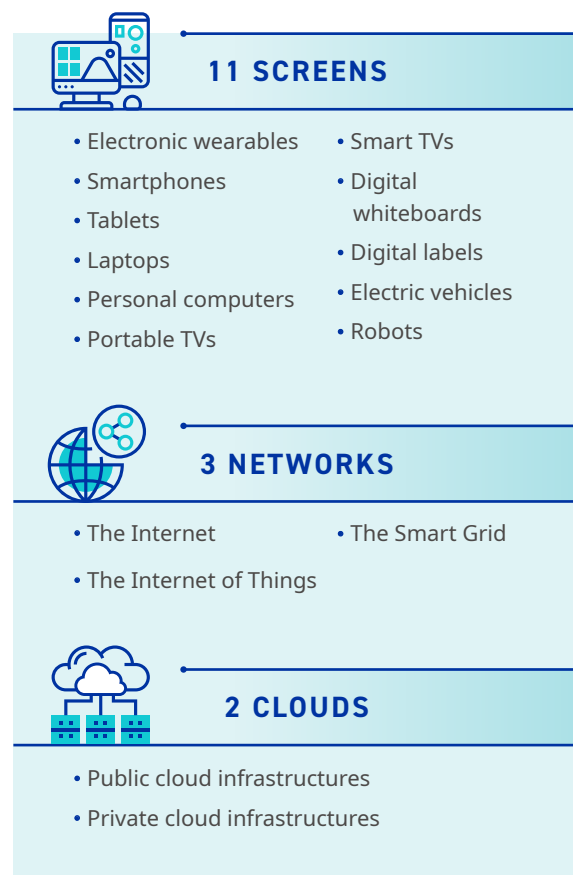 11 SCREENS
• Electronic wearables
• Smartphones
• Tablets
• Laptops
• Personal computers
• Portable TVs
• Smart TVs
• Digital
whiteboards
• Digital labels
• Electric vehicles
• Robots
3 NETWORKS
• The Internet
• The Internet of Things
• The Smart Grid
2 CLOUDS
• Public cloud infrastructures
• Private cloud infrastructures